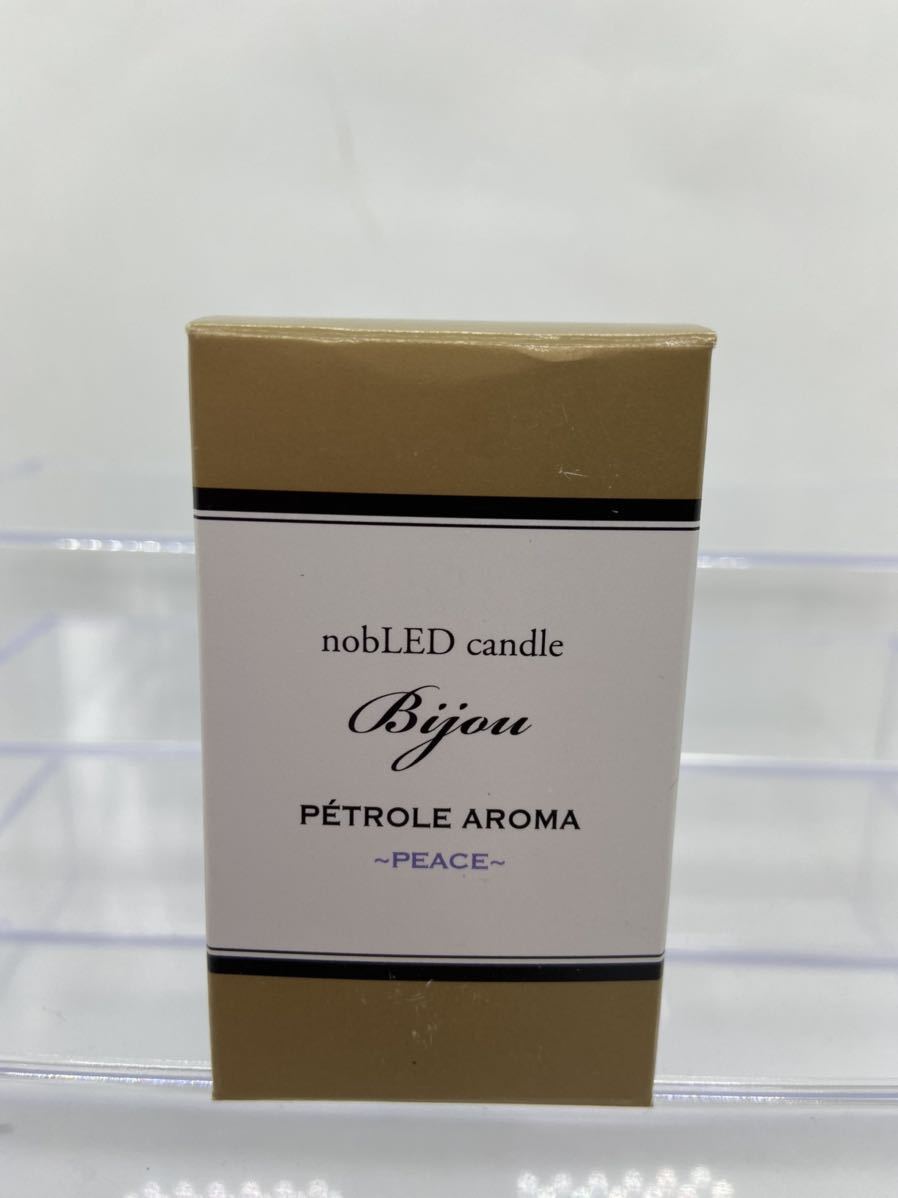 nobLED candle
Bijou
PÉTROLE AROMA
~PEACE~